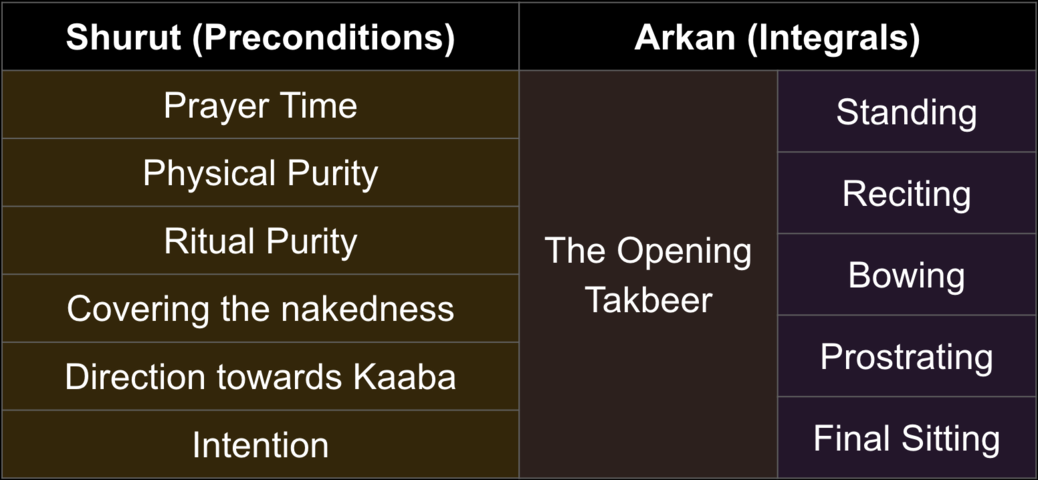 Shurut (Preconditions)
Arkan (Integrals)
Prayer Time
Physical Purity
Ritual Purity
Covering the nakedness
Direction towards Kaaba
Intention
The Opening
Takbeer
Standing
Reciting
Bowing
Prostrating
Final Sitting